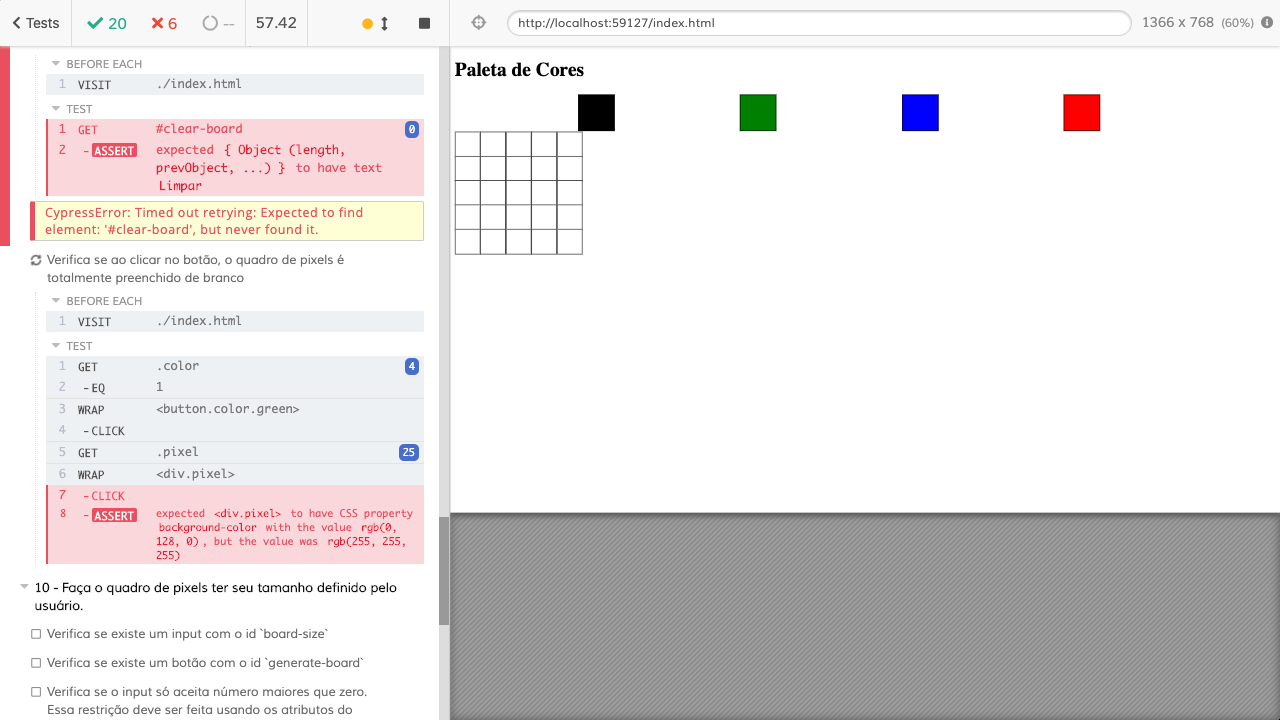 Tests 20 6 -- 57.42 http://localhost:59127/index.html 1366 x 768 (60%)
BEFORE EACH
1 VISIT ./index.html
TEST
1 GET #clear-board 0
2 - ASSERT expected { Object (length,
prevObject, ...) } to have text
Limpar
CypressError: Timed out retrying: Expected to find
element: '#clear-board', but never found it.
Verifica se ao clicar no botão, o quadro de pixels é
totalmente preenchido de branco
BEFORE EACH
1 VISIT ./index.html
TEST
1 GET .color 4
2 - EQ 1
3 WRAP <button.color.green>
4 - CLICK
5 GET .pixel 25
6 WRAP <div.pixel>
7 - CLICK
8 - ASSERT expected <div.pixel> to have CSS property
background-color with the value rgb(0,
128, 0), but the value was rgb(255, 255,
255)
10 - Faça o quadro de pixels ter seu tamanho definido pelo
usuário.
Verifica se existe um input com o id `board-size`
Verifica se existe um botão com o id `generate-board`
Verifica se o input só aceita número maiores que zero.
Essa restrição deve ser feita usando os atributos do
Paleta de Cores